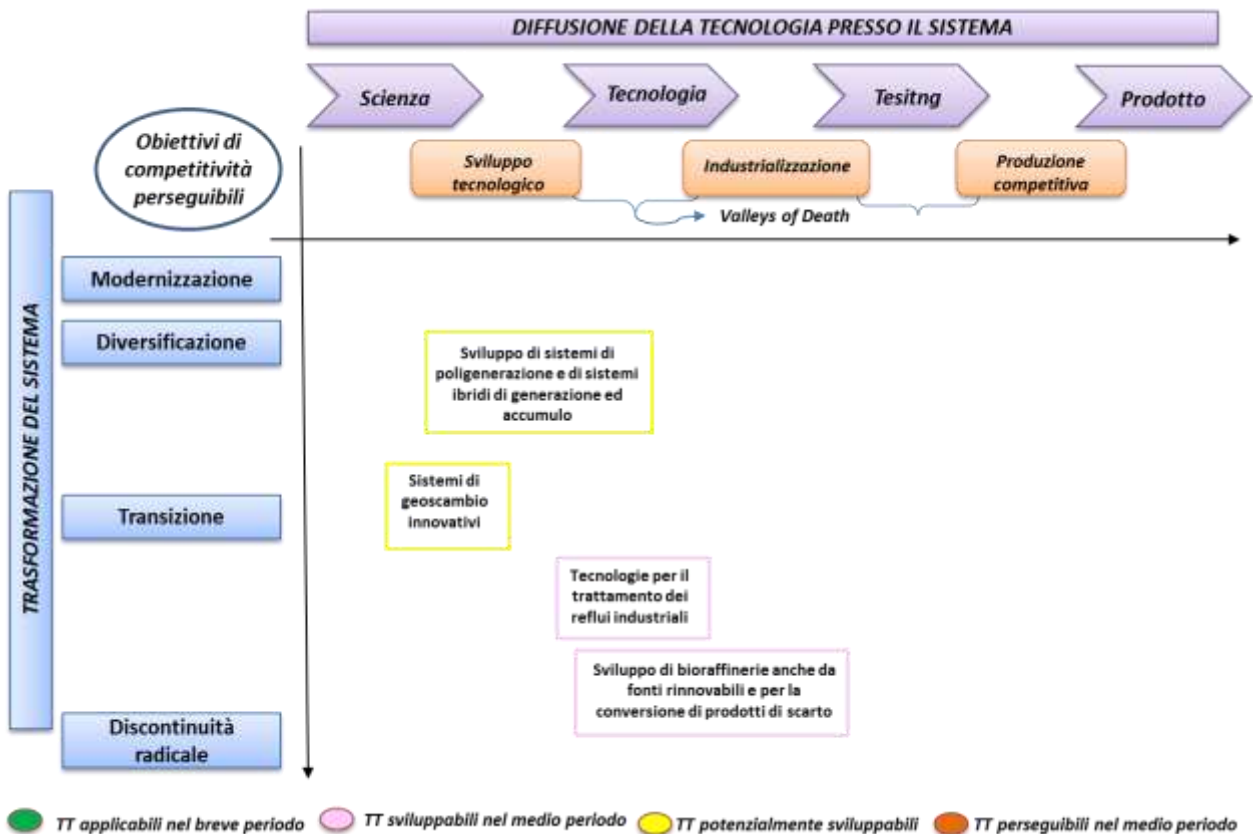 DIFFUSIONE DELLA TECNOLOGIA PRESSO IL SISTEMA
Scienza
Tecnologia
Tesitng
Prodotto
Obiettivi di
competitività
perseguibili
Sviluppo
tecnologico
Industrializzazione
Produzione
competitiva
Valleys of Death
TRASFORMAZIONE DEL SISTEMA
Modernizzazione
Diversificazione
Sviluppo di sistemi di
poligenerazione e di sistemi
ibridi di generazione ed
accumulo
Sistemi di
geoscambio
innovativi
Transizione
Tecnologie per il
trattamento dei
reflui industriali
Sviluppo di bioraffinerie anche da
fonti rinnovabili e per la
conversione di prodotti di scarto
Discontinuità
radicale
TT applicabili nel breve periodo
TT sviluppabili nel medio periodo
TT potenzialmente sviluppabili
TT perseguibili nel medio periodo